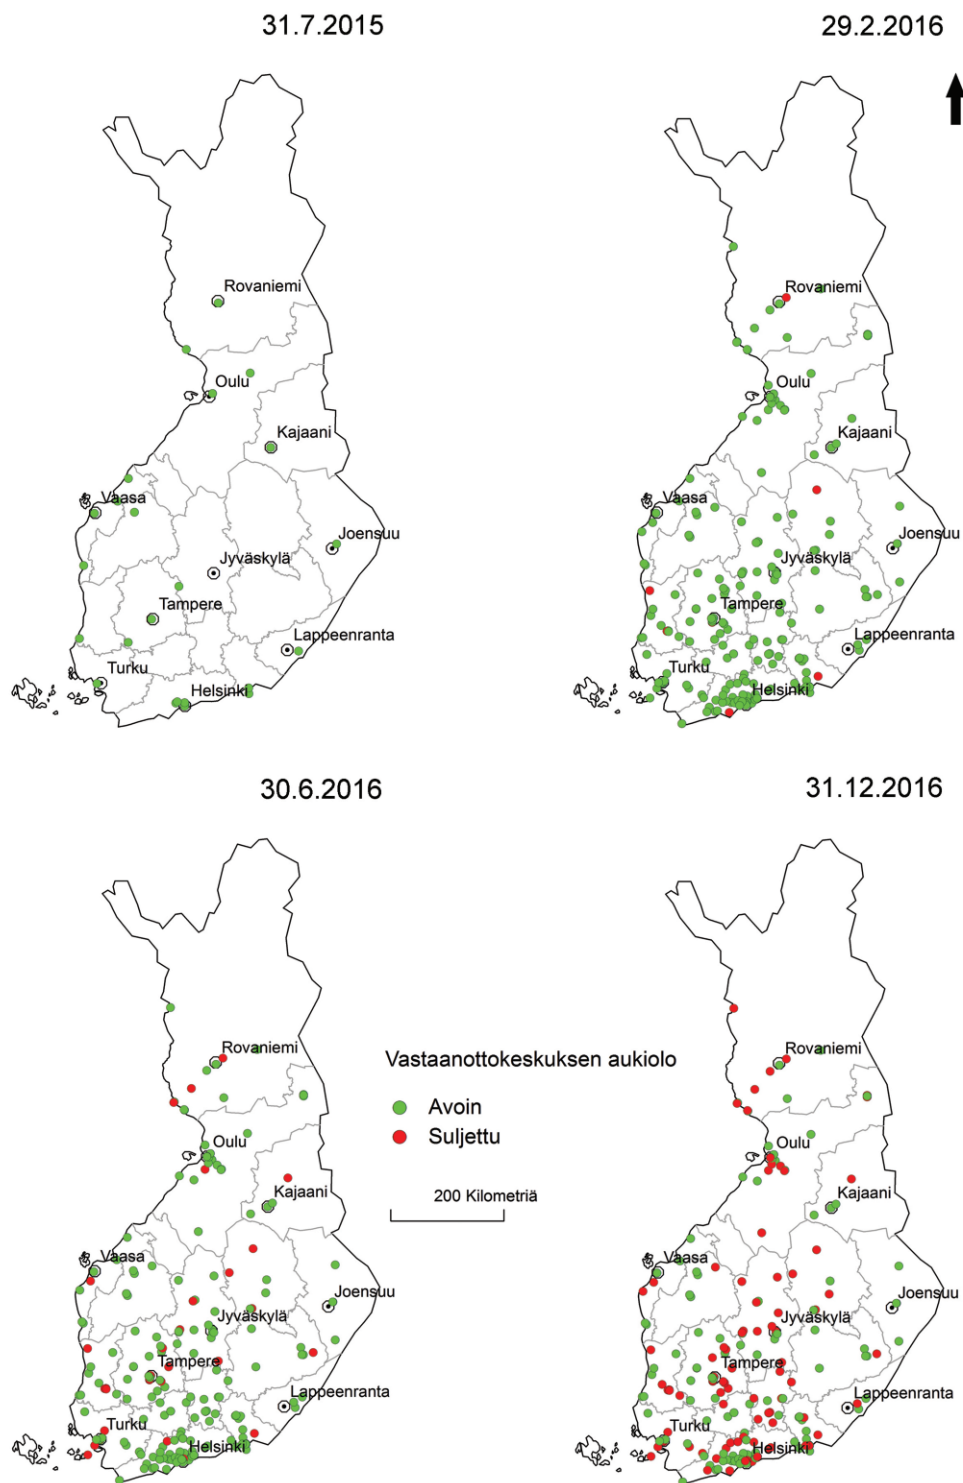 31.7.2015
29.2.2016
Rovaniemi
Oulu
Kajaani
Vaasa
Joensuu
Jyväskylä
Tampere
Lappeenranta
Turku
Helsinki
Rovaniemi
Oulu
Kajaani
Vaasa
Joensuu
Jyväskylä
Tampere
Lappeenranta
Turku
Helsinki
30.6.2016
31.12.2016
Rovaniemi
Oulu
Kajaani
Vaasa
Joensuu
Jyväskylä
Tampere
Lappeenranta
Turku
Helsinki
Vastaanottokeskuksen aukiolo
Avoin
Suljettu
200 Kilometriä
Rovaniemi
Oulu
Kajaani
Vaasa
Joensuu
Jyväskylä
Tampere
Lappeenranta
Turku
Helsinki